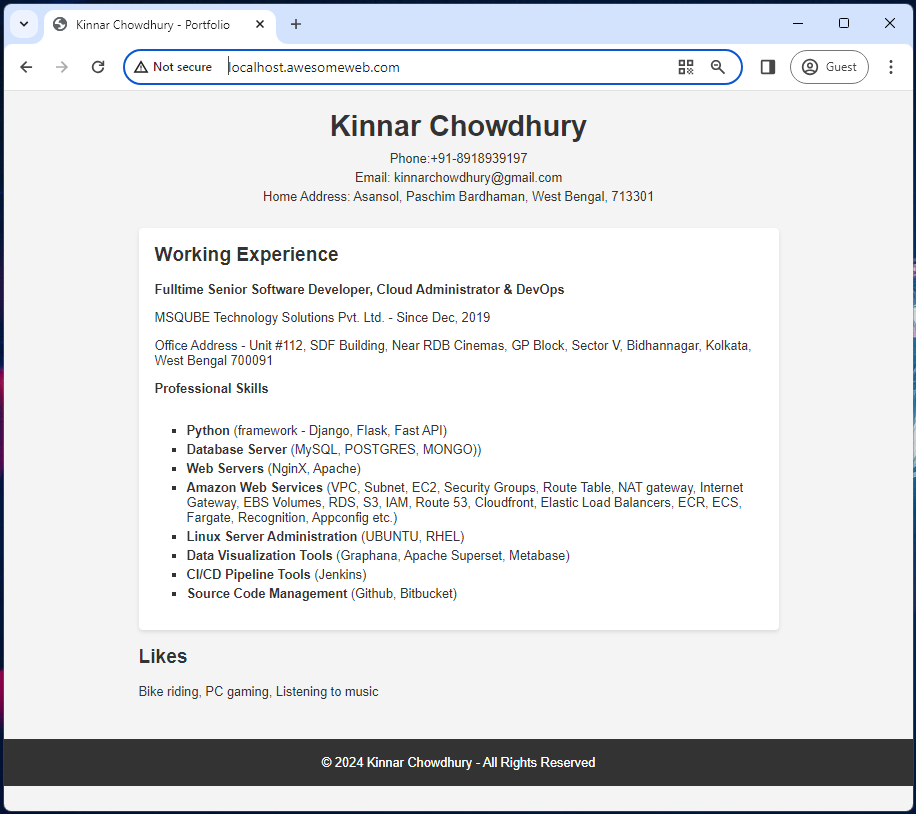 Kinnar Chowdhury - Portfolio
Not secure
localhost.awesomeweb.com
Guest
Kinnar Chowdhury
Phone:+91-8918939197
Email: kinnarchowdhury@gmail.com
Home Address: Asansol, Paschim Bardhaman, West Bengal, 713301
Working Experience
Fulltime Senior Software Developer, Cloud Administrator & DevOps
MSQUBE Technology Solutions Pvt. Ltd. - Since Dec, 2019
Office Address - Unit #112, SDF Building, Near RDB Cinemas, GP Block, Sector V, Bidhannagar, Kolkata,
West Bengal 700091
Professional Skills
Python (framework - Django, Flask, Fast API)
Database Server (MySQL, POSTGRES, MONGO))
Web Servers (NginX, Apache)
Amazon Web Services (VPC, Subnet, EC2, Security Groups, Route Table, NAT gateway, Internet
Gateway, EBS Volumes, RDS, S3, IAM, Route 53, Cloudfront, Elastic Load Balancers, ECR, ECS,
Fargate, Recognition, Appconfig etc.)
Linux Server Administration (UBUNTU, RHEL)
Data Visualization Tools (Graphana, Apache Superset, Metabase)
CI/CD Pipeline Tools (Jenkins)
Source Code Management (Github, Bitbucket)
Likes
Bike riding, PC gaming, Listening to music
© 2024 Kinnar Chowdhury - All Rights Reserved